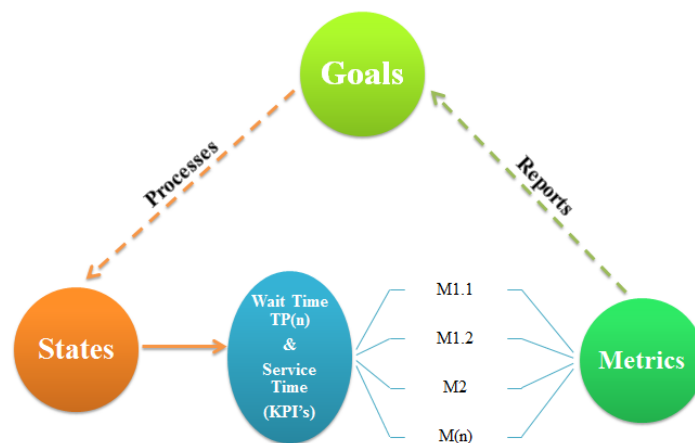 Goals
Processes
Reports
States
Wait Time
TP(n)
&
Service
Time
(KPI's)
M1.1
M1.2
M2
M(n)
Metrics